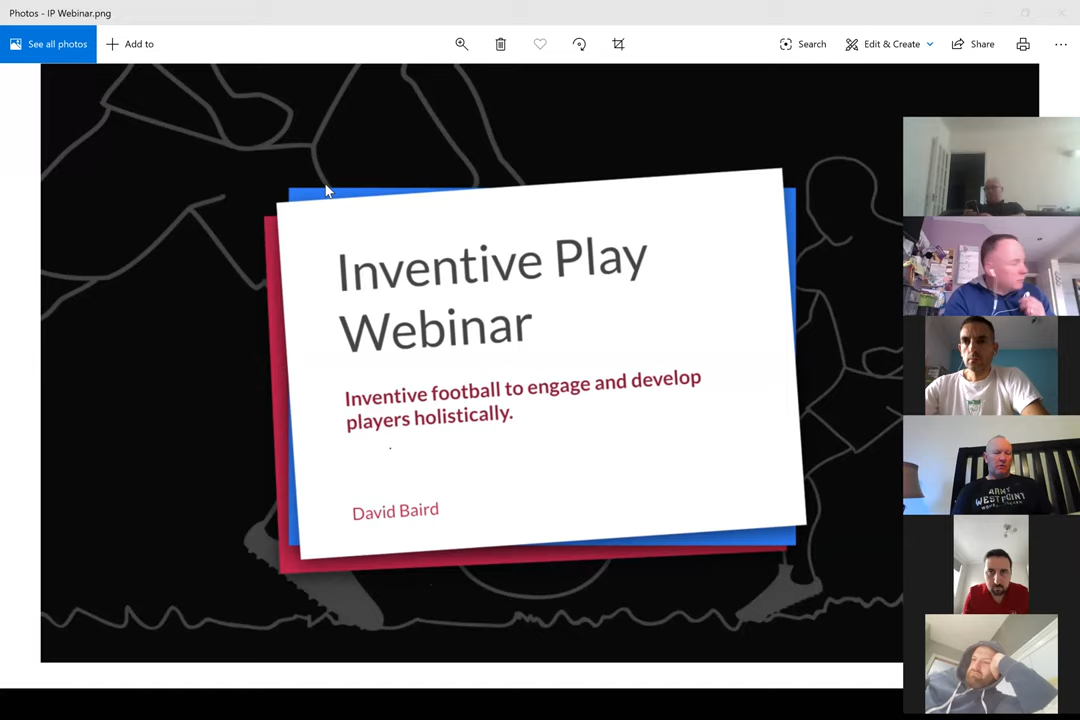 Photos - IP Webinar.png
See all photos
Add to
Search
Edit & Create
Share
Inventive Play
Webinar
Inventive football to engage and develop
players holistically.
David Baird
ARMY
WEST POINT